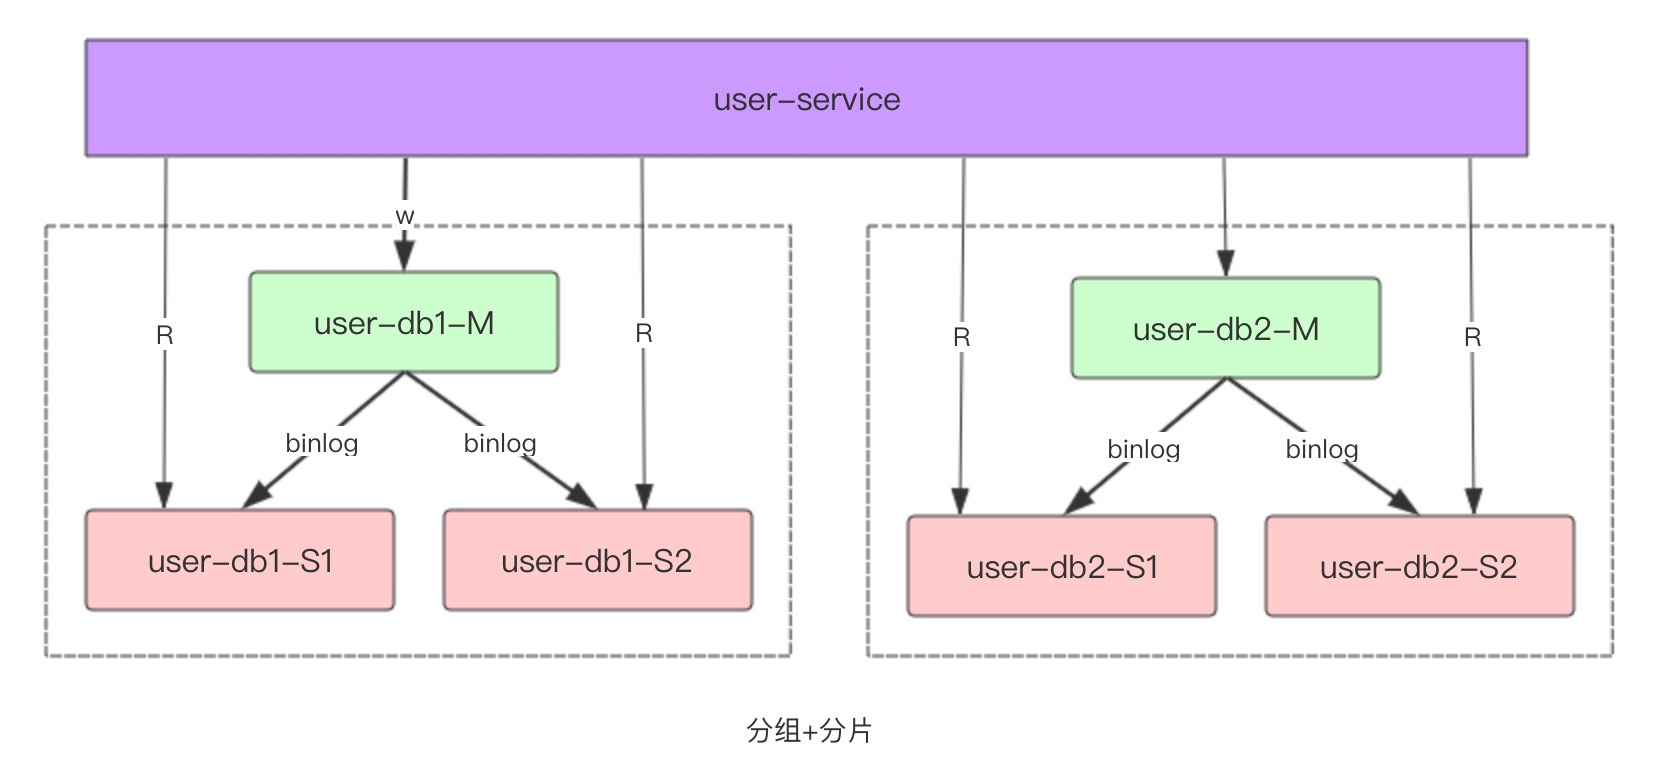 user-service
w
user-db1-M
user-db2-M
R
R
R
R
binlog
binlog
binlog
binlog
user-db1-S1
user-db1-S2
user-db2-S1
user-db2-S2
分组+分片